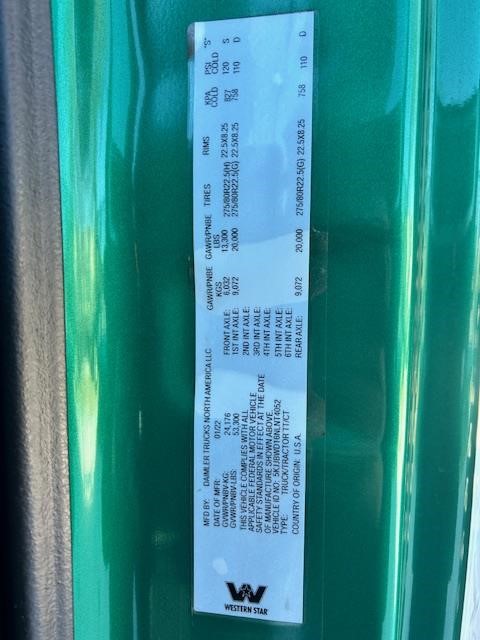 WESTERN STAR
MFD BY: DAIMLER TRUCKS NORTH AMERICA LLC
DATE OF MFR: 01/22
GVWR/PNBV-KG: 24,176
GVWR/PNBV-LBS: 53,300
THIS VEHICLE COMPLIES WITH ALL
APPLICABLE FEDERAL MOTOR VEHICLE
SAFETY STANDARDS IN EFFECT AT THE DATE
OF MANUFACTURE SHOWN ABOVE.
VEHICLE ID NO.: 5KJJBWD16NLNT4052
TYPE: TRUCK/TRACTOR TT/CT
COUNTRY OF ORIGIN: U.S.A.
GAWR/PNBE KGS GAWR/PNBE LBS TIRES RIMS KPA COLD PSI COLD "S"
FRONT AXLE: 6,032 13,300 275/80R22.5(H) 22.5X8.25 827 120 S
1ST INT AXLE: 9,072 20,000 275/80R22.5(G) 22.5X8.25 758 110 D
2ND INT AXLE:
3RD INT AXLE:
4TH INT AXLE:
5TH INT AXLE:
6TH INT AXLE:
REAR AXLE: 9,072 20,000 275/80R22.5(G) 22.5X8.25 758 110 D